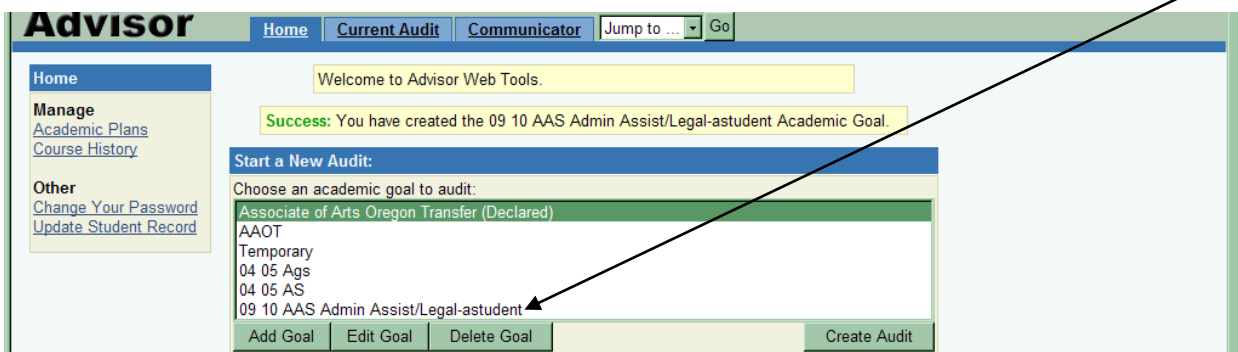 Advisor
Home Current Audit Communicator Jump to ... Go
Home
Manage
Academic Plans
Course History
Other
Change Your Password
Update Student Record
Welcome to Advisor Web Tools.
Success: You have created the 09 10 AAS Admin Assist/Legal-astudent Academic Goal.
Start a New Audit:
Choose an academic goal to audit:
Associate of Arts Oregon Transfer (Declared)
AAOT
Temporary
04 05 Ags
04 05 AS
09 10 AAS Admin Assist/Legal-astudent
Add Goal Edit Goal Delete Goal Create Audit